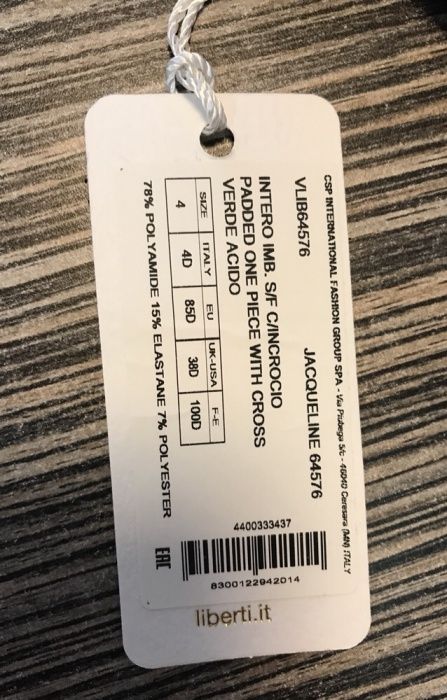 CSP INTERNATIONAL FASHION GROUP SPA - Via Piubega 5/c - 46040 Ceresara (MN) ITALY
VLIB64576 JACQUELINE 64576
INTERO IMB. S/F C/INCROCIO
PADDED ONE PIECE WITH CROSS
VERDE ACIDO
SIZE ITALY EU UK-USA F-E
4 4D 85D 38D 100D
78% POLYAMIDE 15% ELASTANE 7% POLYESTER
4400333437
8300122942014
EAC
liberti.it